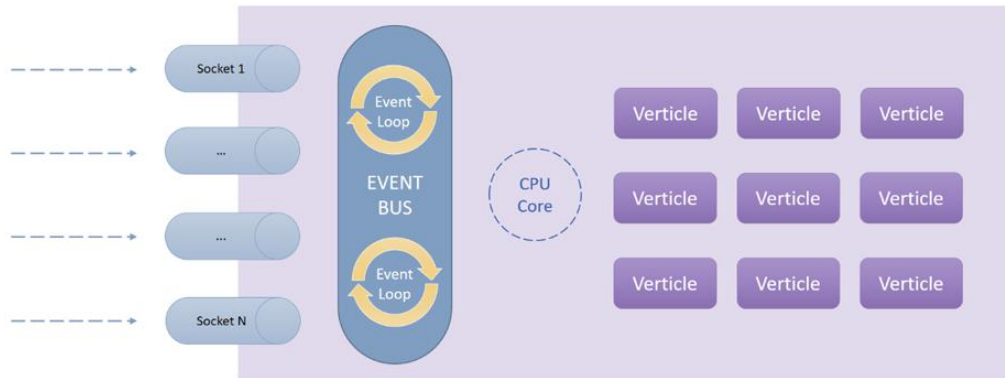 Socket 1
...
...
Socket N
Event
Loop
EVENT
BUS
Event
Loop
CPU
Core
Verticle Verticle Verticle
Verticle Verticle Verticle
Verticle Verticle Verticle